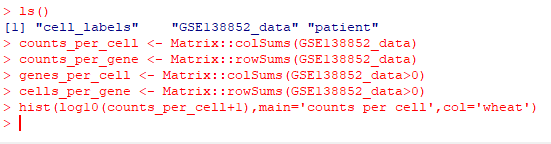 > ls()
[1] "cell_labels"    "GSE138852_data" "patient"
> counts_per_cell <- Matrix::colSums(GSE138852_data)
> counts_per_gene <- Matrix::rowSums(GSE138852_data)
> genes_per_cell <- Matrix::colSums(GSE138852_data>0)
> cells_per_gene <- Matrix::rowSums(GSE138852_data>0)
> hist(log10(counts_per_cell+1),main='counts per cell',col='wheat')
>